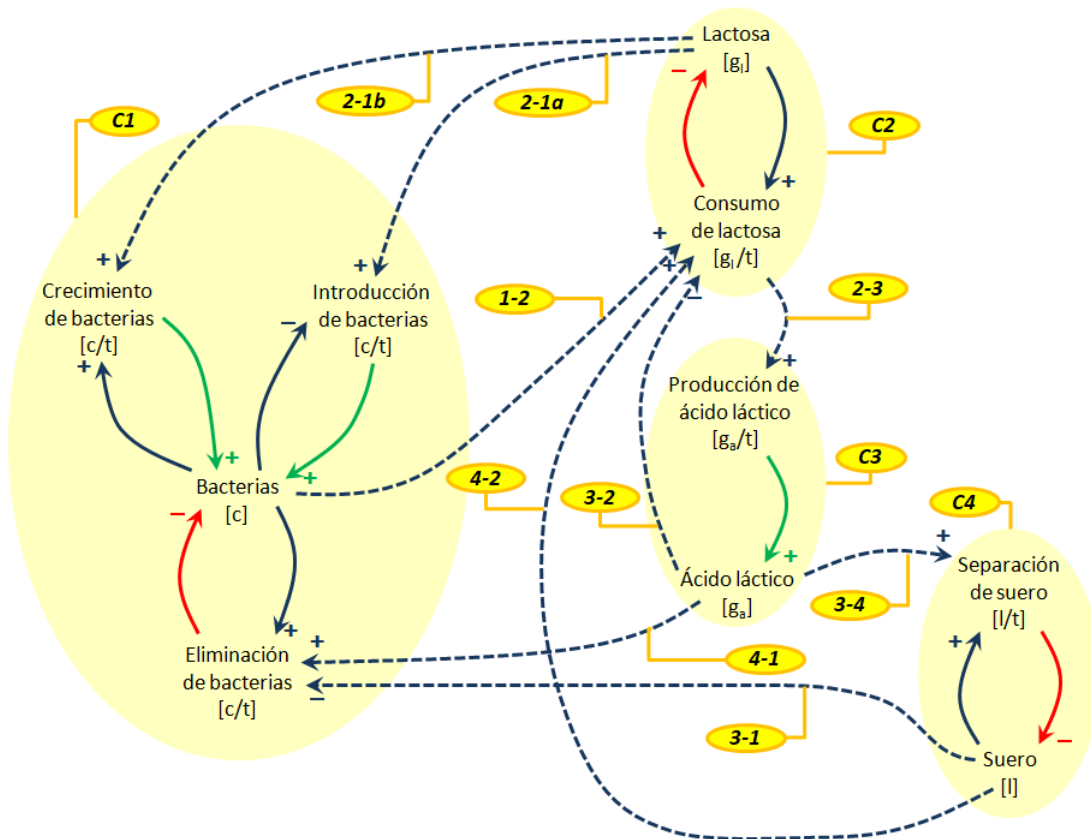 Lactosa
[gl]
2-1b
2-1a
C1
C2
−
+
Consumo
de lactosa
[gl/t]
+
+
−
+
+
Crecimiento
de bacterias
[c/t]
Introducción
de bacterias
[c/t]
1-2
2-3
−
+
+
Producción de
ácido láctico
[ga/t]
C3
+
+
Bacterias
[c]
4-2
3-2
C4
−
+
+
Ácido láctico
[ga]
Separación
de suero
[l/t]
3-4
+
+
+
Eliminación
de bacterias
[c/t]
−
4-1
3-1
−
Suero
[l]